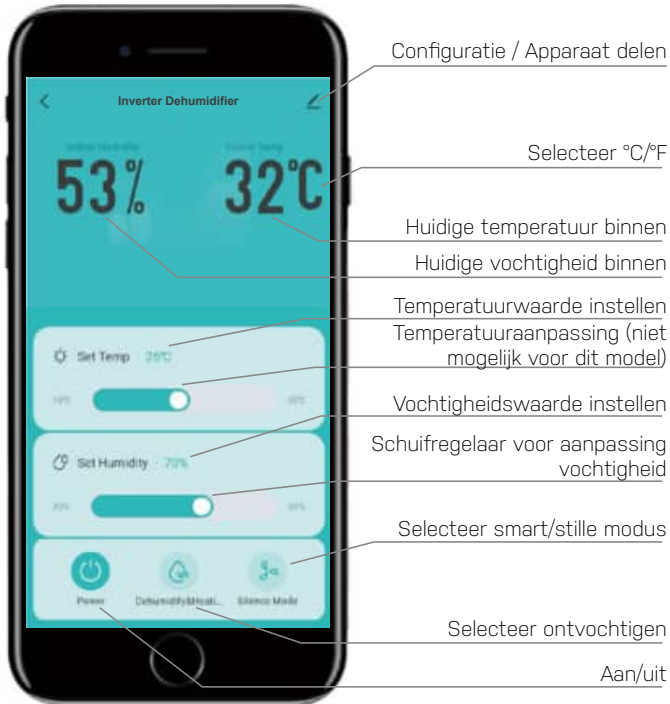 Configuratie / Apparaat delen
Inverter Dehumidifier
Selecteer °C/°F
53%
32°C
Huidige temperatuur binnen
Huidige vochtigheid binnen
Temperatuurwaarde instellen
Temperatuuraanpassing (niet
mogelijk voor dit model)
Set Temp
Vochtigheidswaarde instellen
Set Humidity · 70%
Schuifregelaar voor aanpassing
vochtigheid
Selecteer smart/stille modus
Power
Dehumidify&Heati...
Silence Mode
Selecteer ontvochtigen
Aan/uit